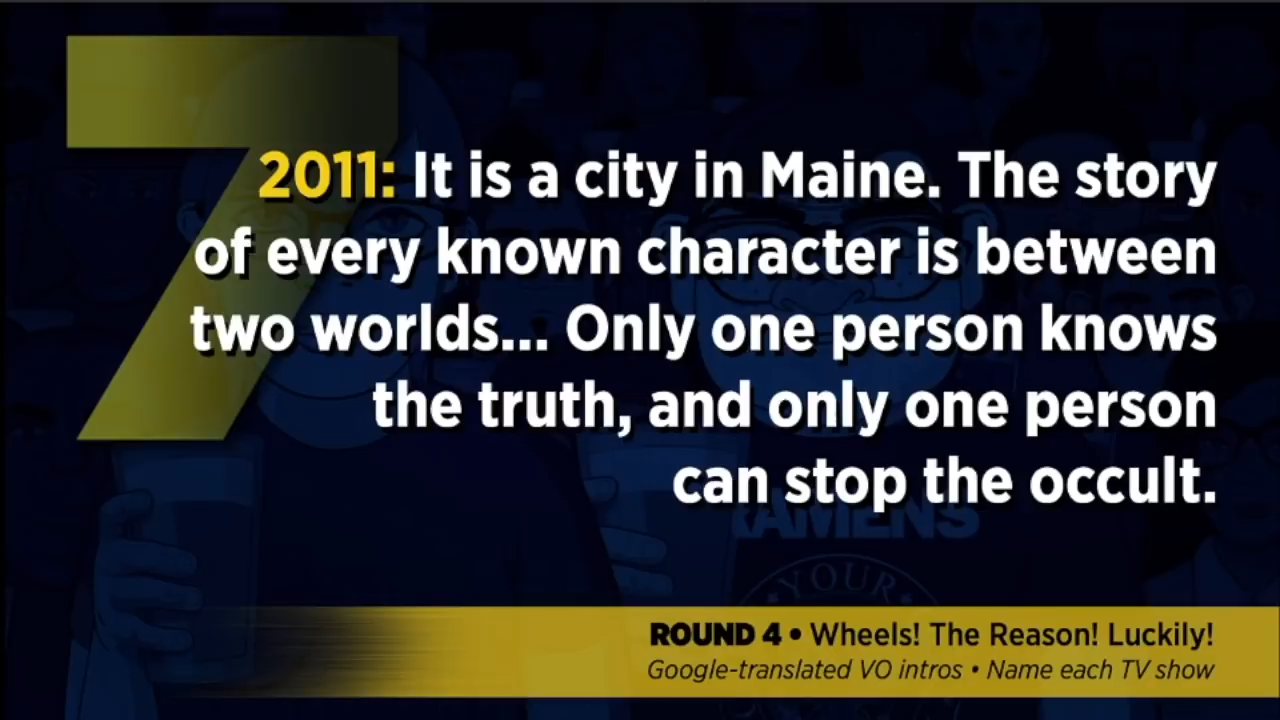 7
2011: It is a city in Maine. The story
of every known character is between
two worlds... Only one person knows
the truth, and only one person
can stop the occult.
AMENS
YOUR
ROUND 4 • Wheels! The Reason! Luckily!
Google-translated VO intros • Name each TV show